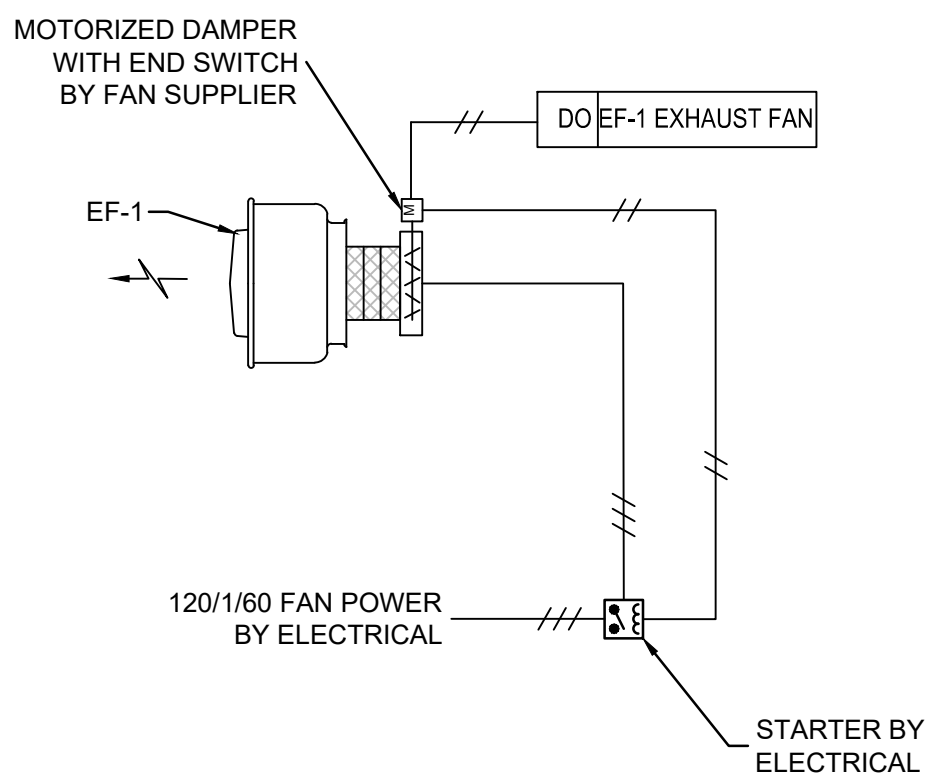 MOTORIZED DAMPER
WITH END SWITCH
BY FAN SUPPLIER
DO EF-1 EXHAUST FAN
M
EF-1
120/1/60 FAN POWER
BY ELECTRICAL
STARTER BY
ELECTRICAL